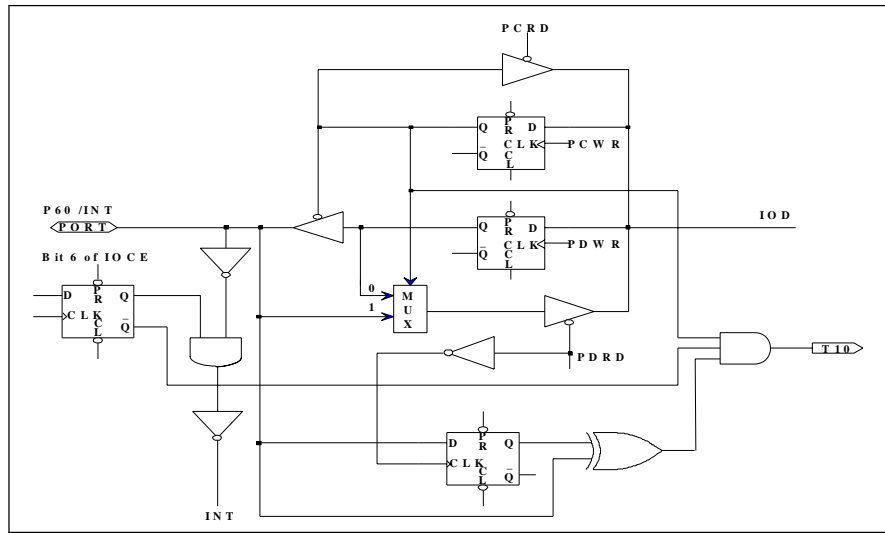 PCRD
Q PR D
CLK PCWR
Q CL
P60 /INT
PORT
IOD
Q PR D
CLK PDWR
Q CL
Bit 6 of IOCE
D PR Q
CLK
CL Q
0
1
MUX
PDRD
T10
D PR Q
CLK
CL Q
INT